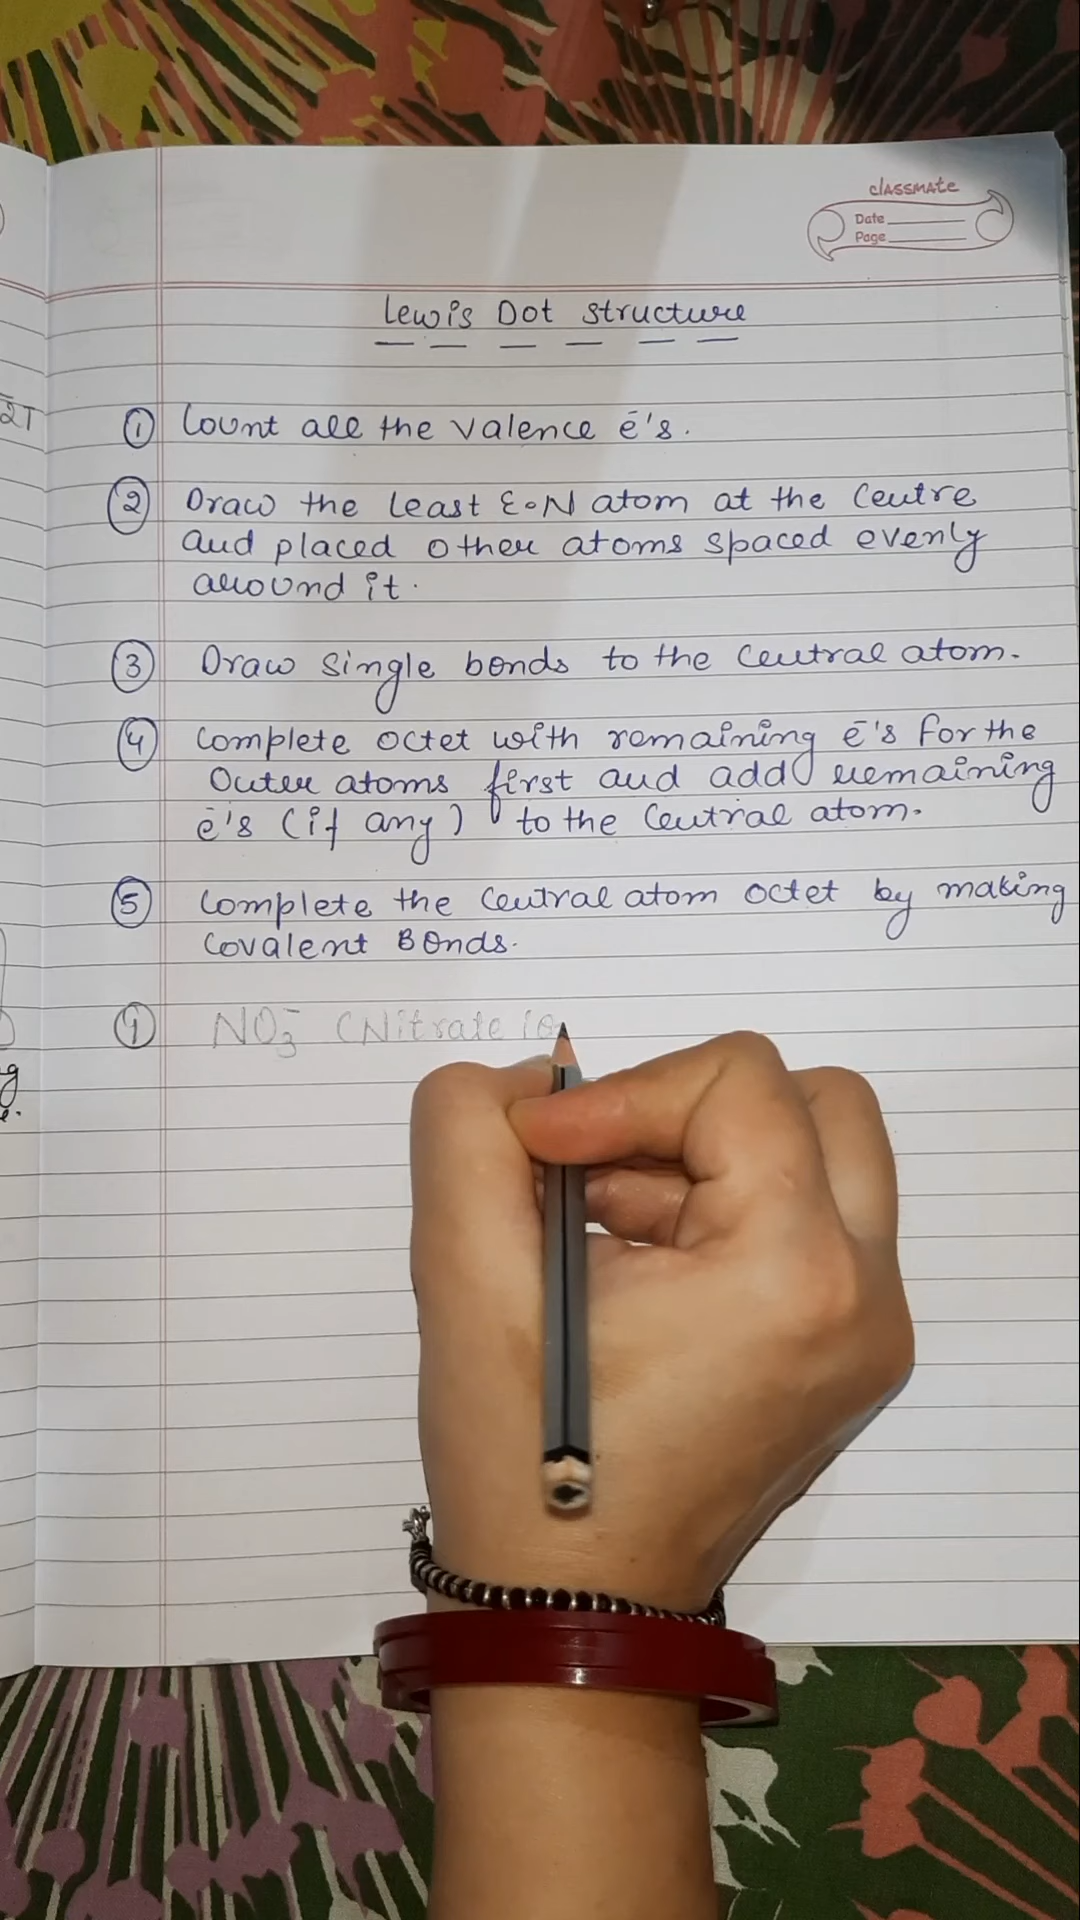 classmate
Date
Page
Lewis Dot Structure
① Count all the valence ē's.
② Draw the least E.N atom at the Centre
and placed other atoms spaced evenly
around it.
③ Draw single bonds to the central atom.
④ Complete octet with remaining ē's for the
Outer atoms first and add remaining
ē's (if any) to the central atom.
⑤ Complete the central atom octet by making
Covalent Bonds.
① NO₃⁻ (Nitrate io
2T